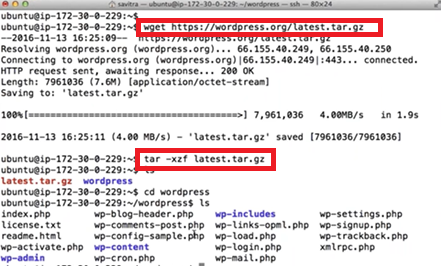 savitra — ubuntu@ip-172-30-0-229: ~/wordpress — ssh — 80×24
ubuntu@ip-172-30-0-229:~$
ubuntu@ip-172-30-0-229:~$ wget https://wordpress.org/latest.tar.gz
--2016-11-13 16:25:09-- https://wordpress.org/latest.tar.gz
Resolving wordpress.org (wordpress.org)... 66.155.40.249, 66.155.40.250
Connecting to wordpress.org (wordpress.org)|66.155.40.249|:443... connected.
HTTP request sent, awaiting response... 200 OK
Length: 7961036 (7.6M) [application/octet-stream]
Saving to: 'latest.tar.gz'
100%[======================================>] 7,961,036 4.00MB/s in 1.9s
2016-11-13 16:25:11 (4.00 MB/s) - 'latest.tar.gz' saved [7961036/7961036]
ubuntu@ip-172-30-0-229:~$ tar -xzf latest.tar.gz
ubuntu@ip-172-30-0-229:~$ ls
latest.tar.gz wordpress
ubuntu@ip-172-30-0-229:~$ cd wordpress
ubuntu@ip-172-30-0-229:~/wordpress$ ls
index.php wp-blog-header.php wp-includes wp-settings.php
license.txt wp-comments-post.php wp-links-opml.php wp-signup.php
readme.html wp-config-sample.php wp-load.php wp-trackback.php
wp-activate.php wp-content wp-login.php xmlrpc.php
wp-admin wp-cron.php wp-mail.php